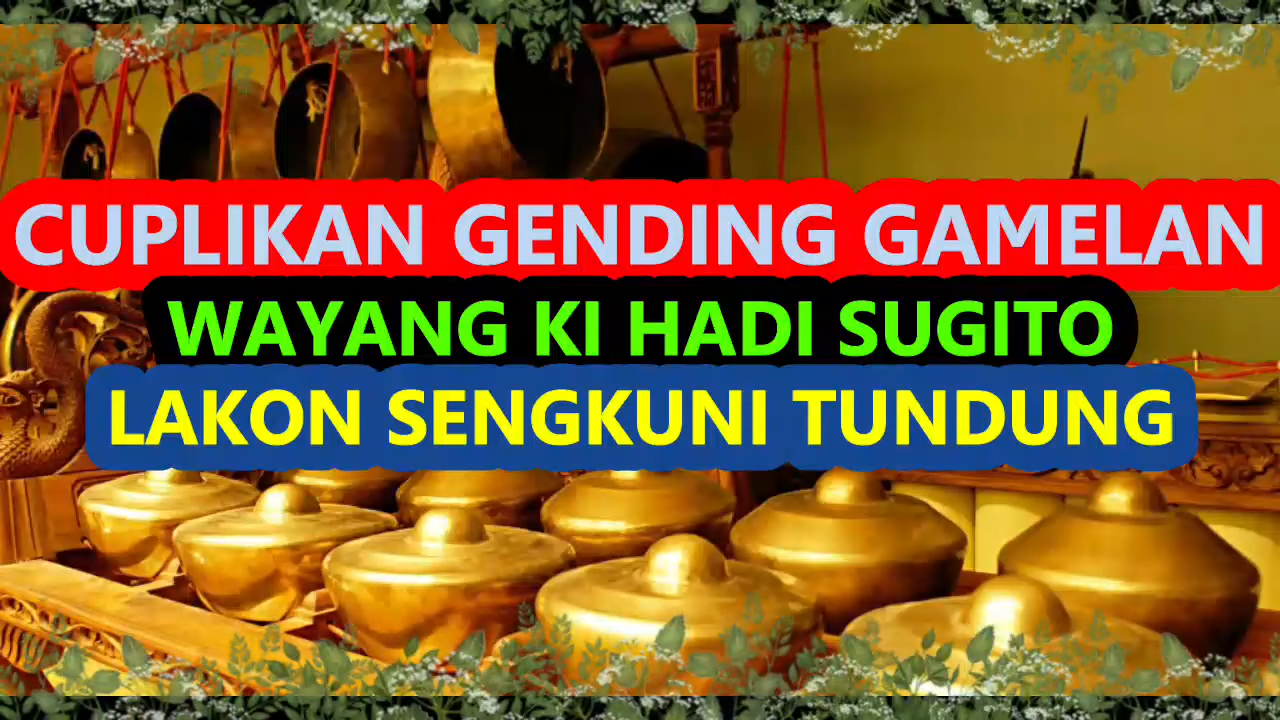 CUPLIKAN GENDING GAMELAN
WAYANG KI HADI SUGITO
LAKON SENGKUNI TUNDUNG